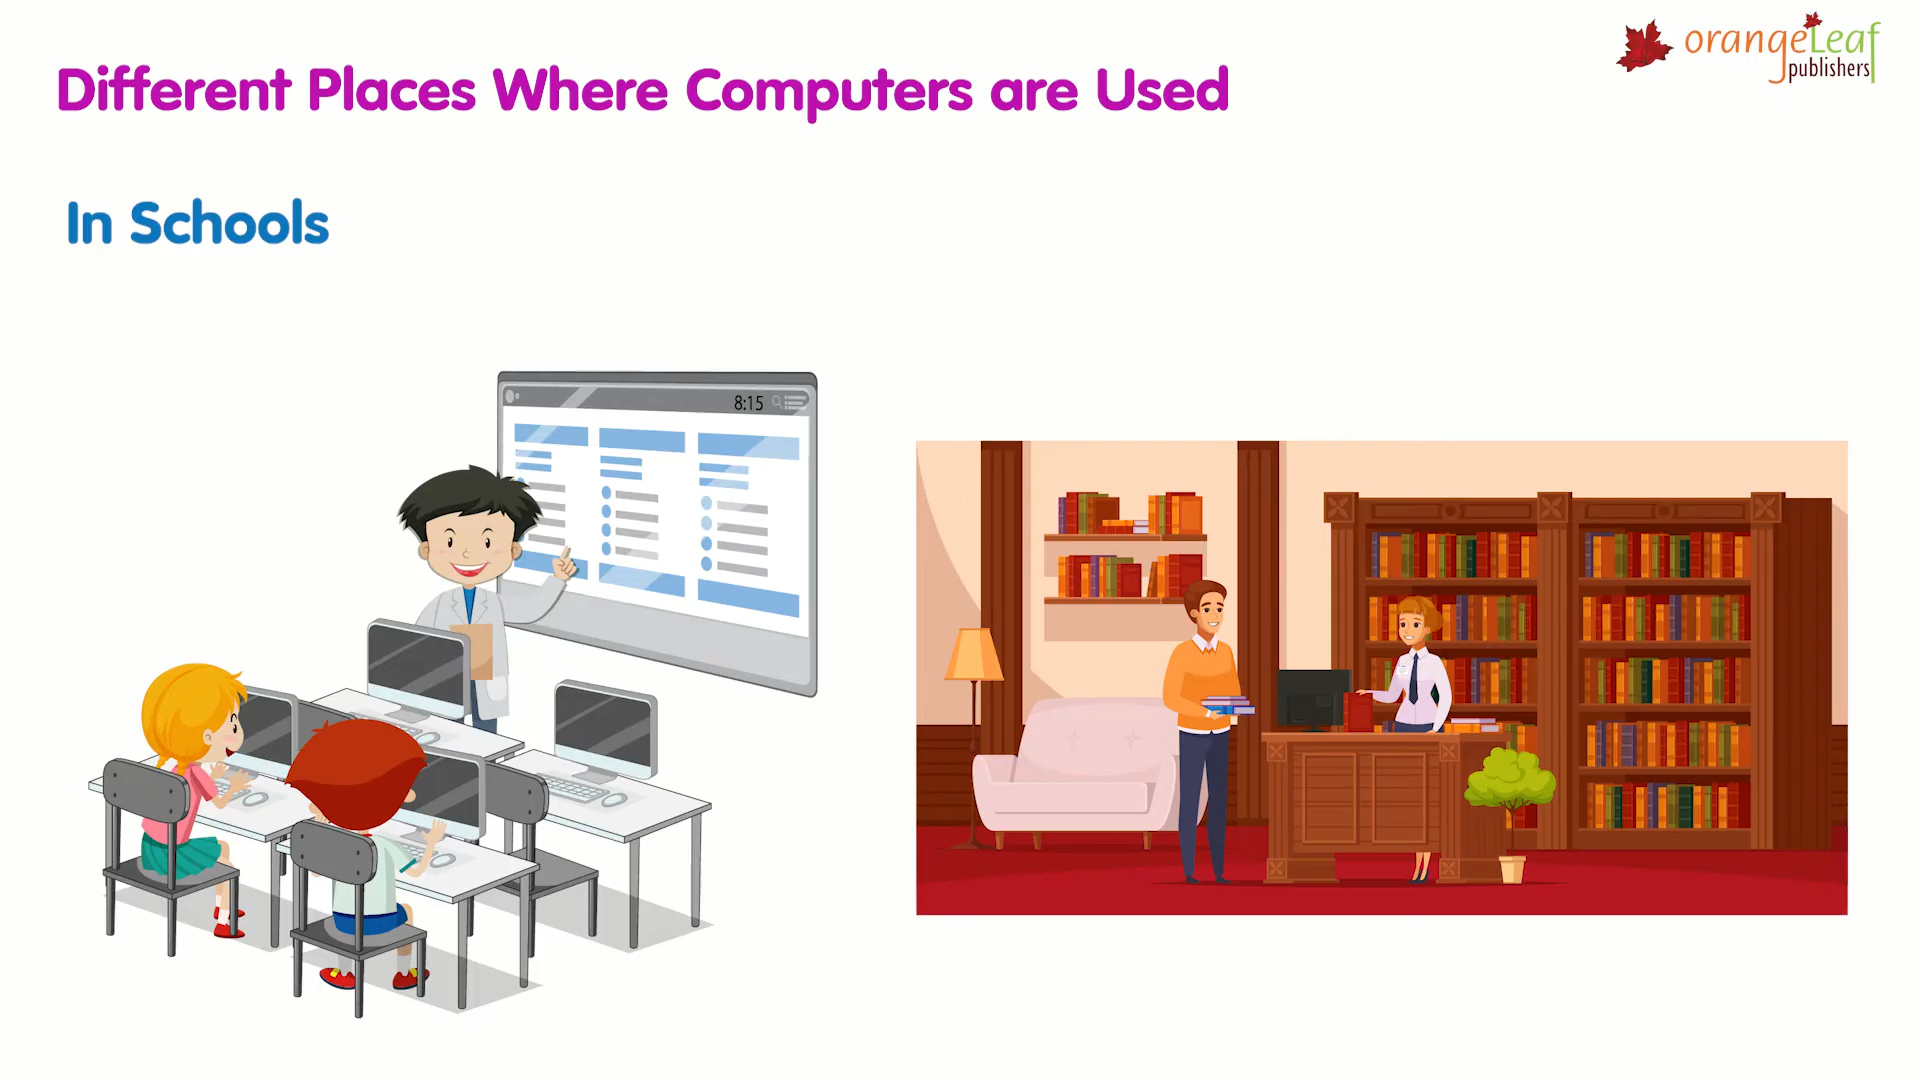 orangeLeaf
publishers
Different Places Where Computers are Used
In Schools
8:15